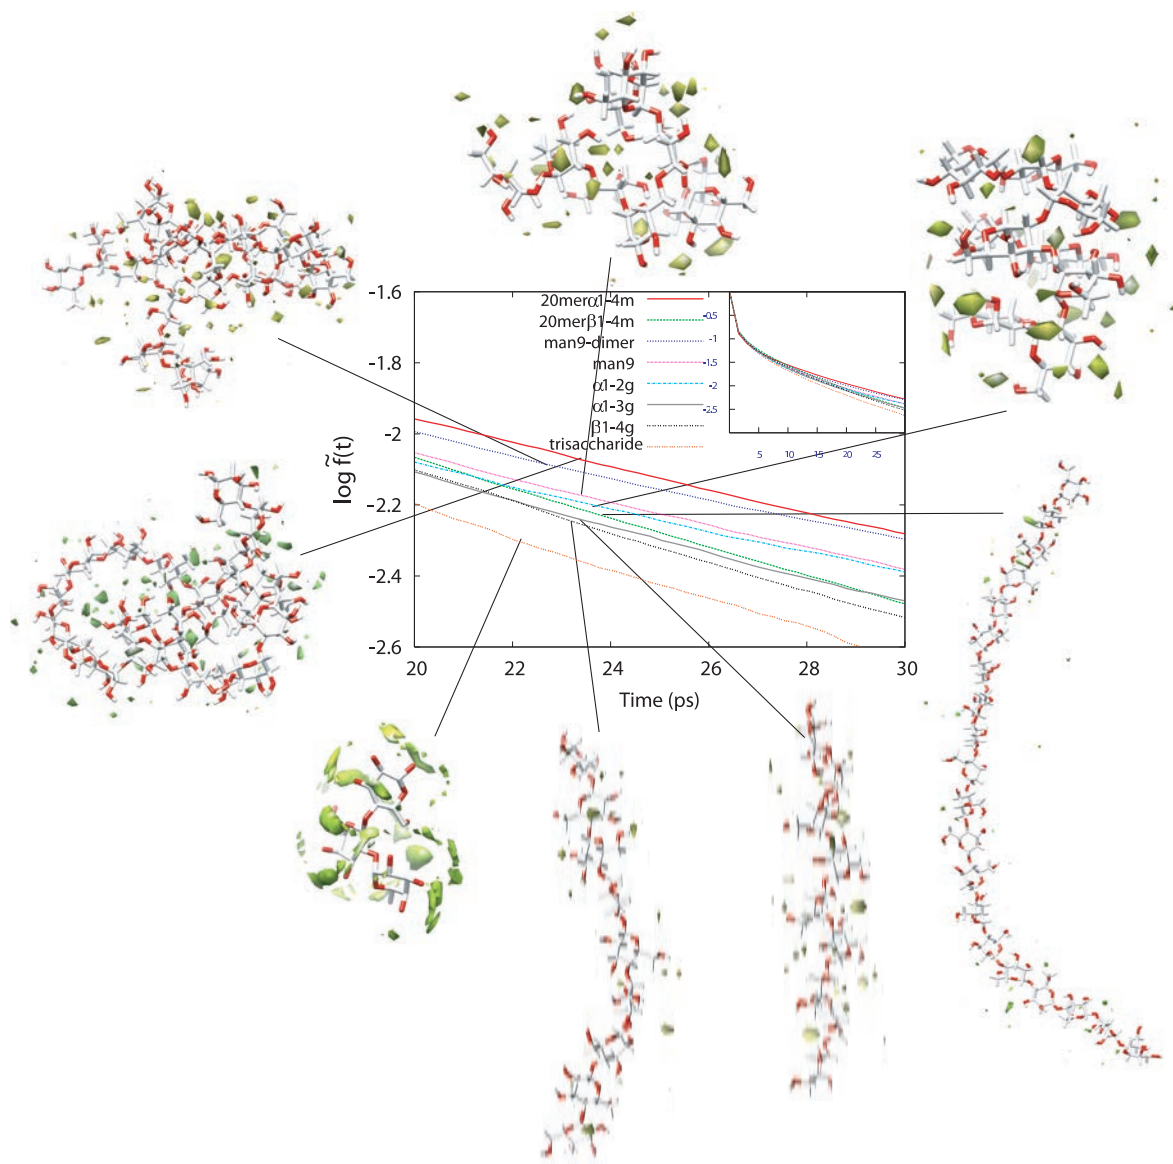 -1.6
-1.8
-2
-2.2
-2.4
-2.6
log f̃(t)
20merα1-4m
20merβ1-4m
man9-dimer
man9
α1-2g
α1-3g
β1-4g
trisaccharide
-0.5
-1
-1.5
-2
-2.5
5 10 15 20 25
20 22 24 26 28 30
Time (ps)